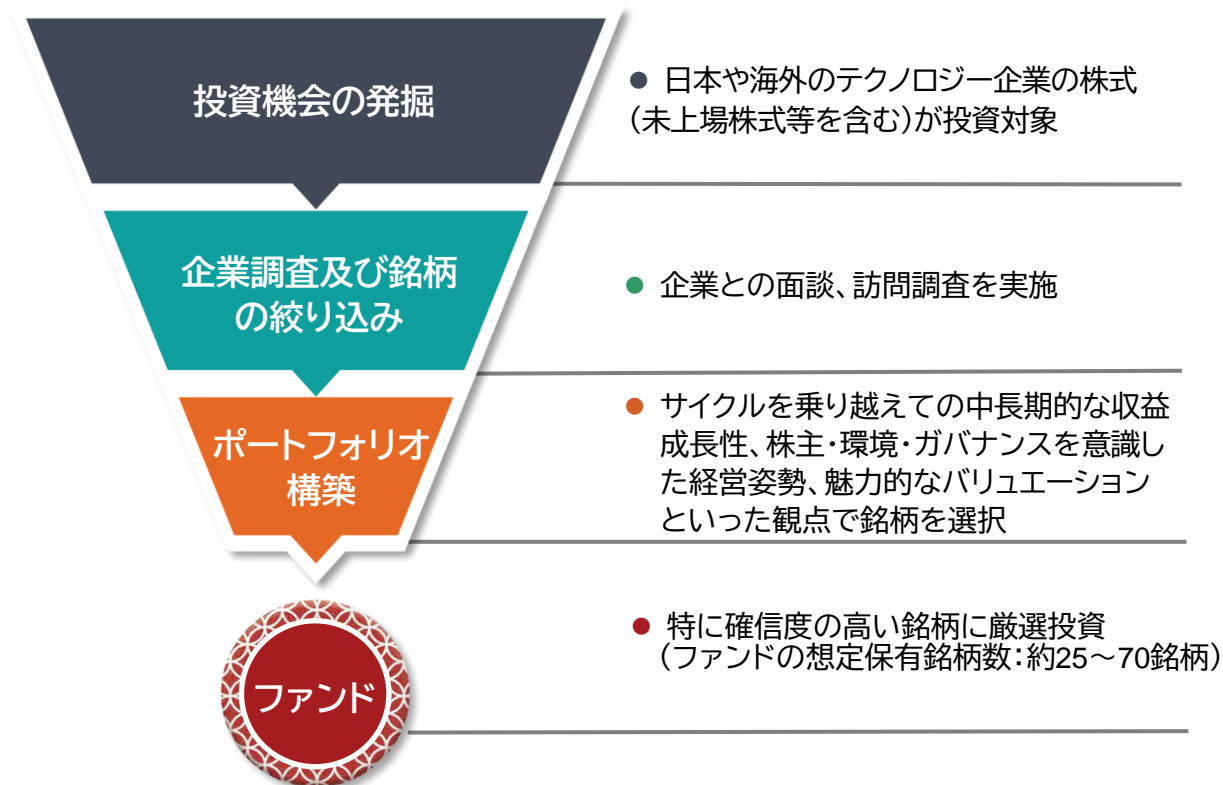 投資機会の発掘
● 日本や海外のテクノロジー企業の株式
(未上場株式等を含む)が投資対象
企業調査及び銘柄
の絞り込み
● 企業との面談、訪問調査を実施
ポートフォリオ
構築
● サイクルを乗り越えての中長期的な収益
成長性、株主・環境・ガバナンスを意識し
た経営姿勢、魅力的なバリュエーション
といった観点で銘柄を選択
ファンド
● 特に確信度の高い銘柄に厳選投資
(ファンドの想定保有銘柄数：約25～70銘柄)